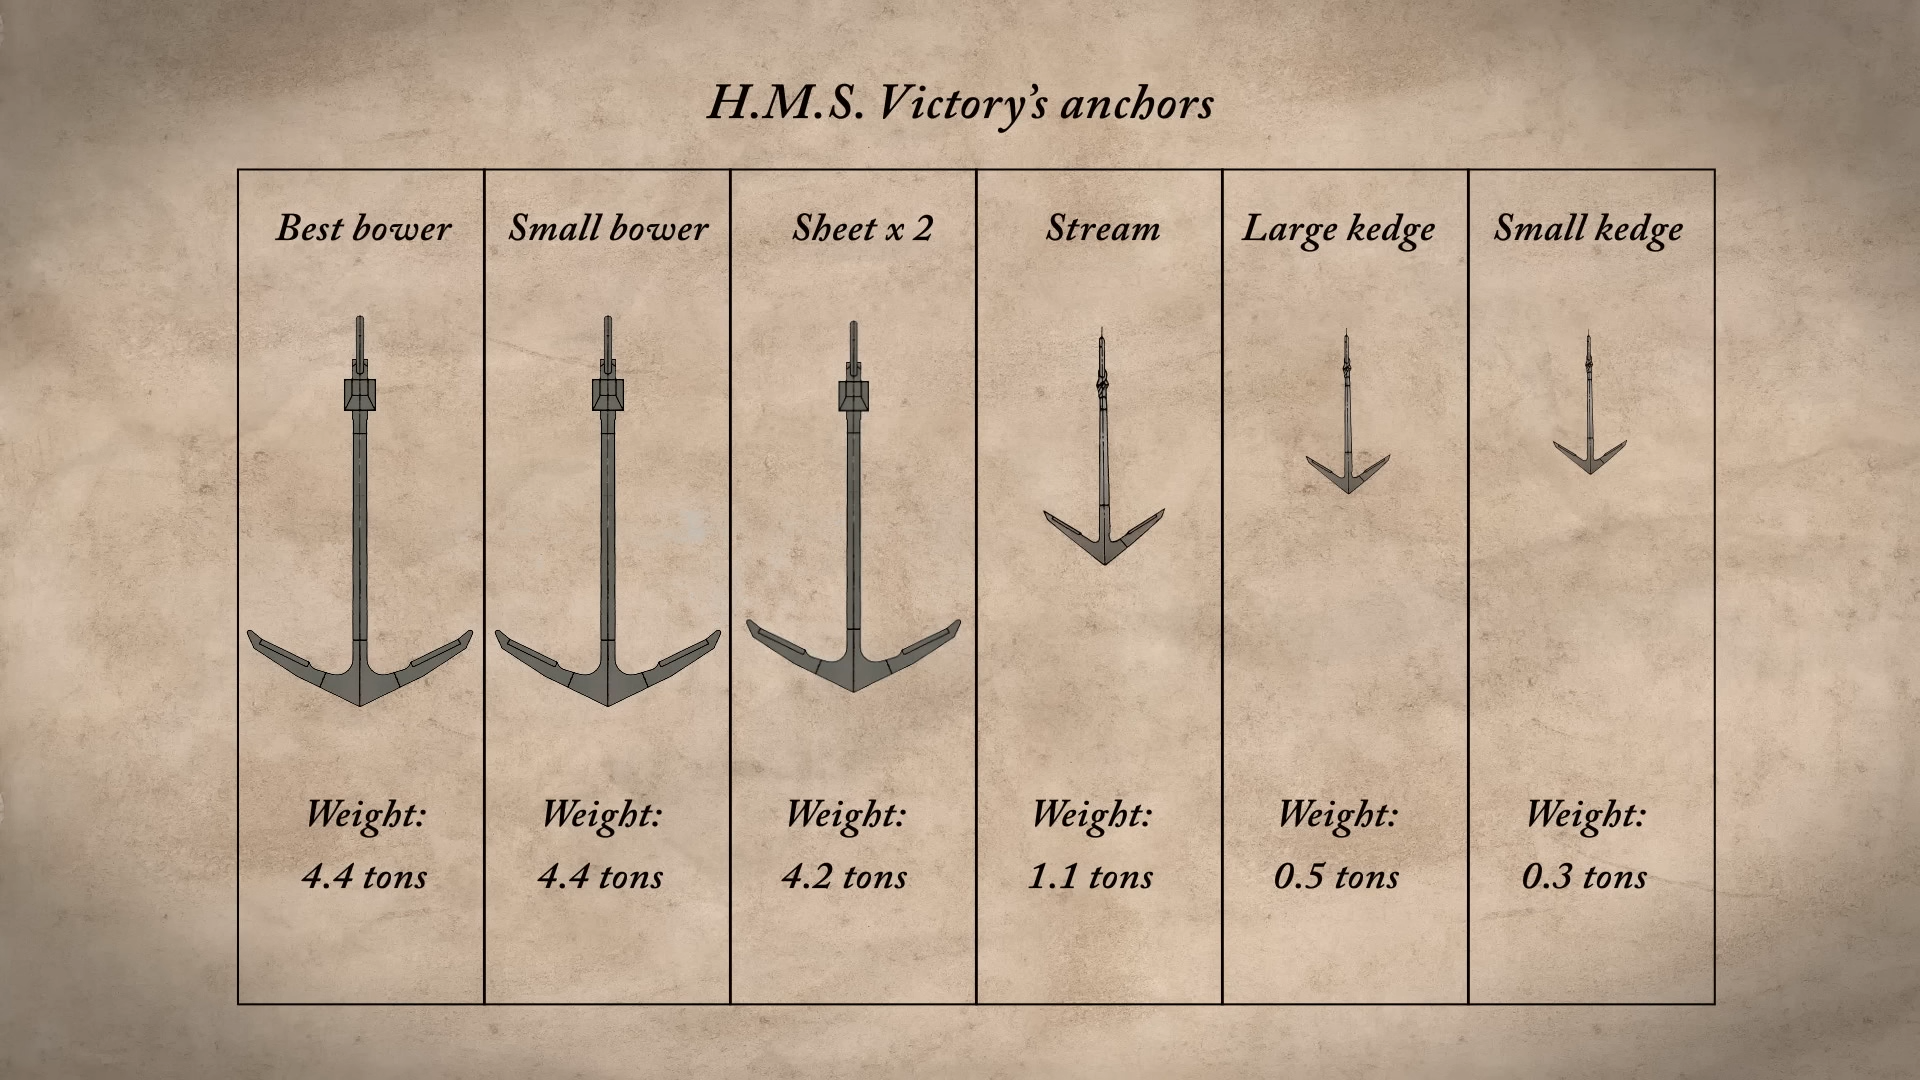 H.M.S. Victory’s anchors
Best bower
Small bower
Sheet x 2
Stream
Large kedge
Small kedge
Weight:
4.4 tons
Weight:
4.4 tons
Weight:
4.2 tons
Weight:
1.1 tons
Weight:
0.5 tons
Weight:
0.3 tons